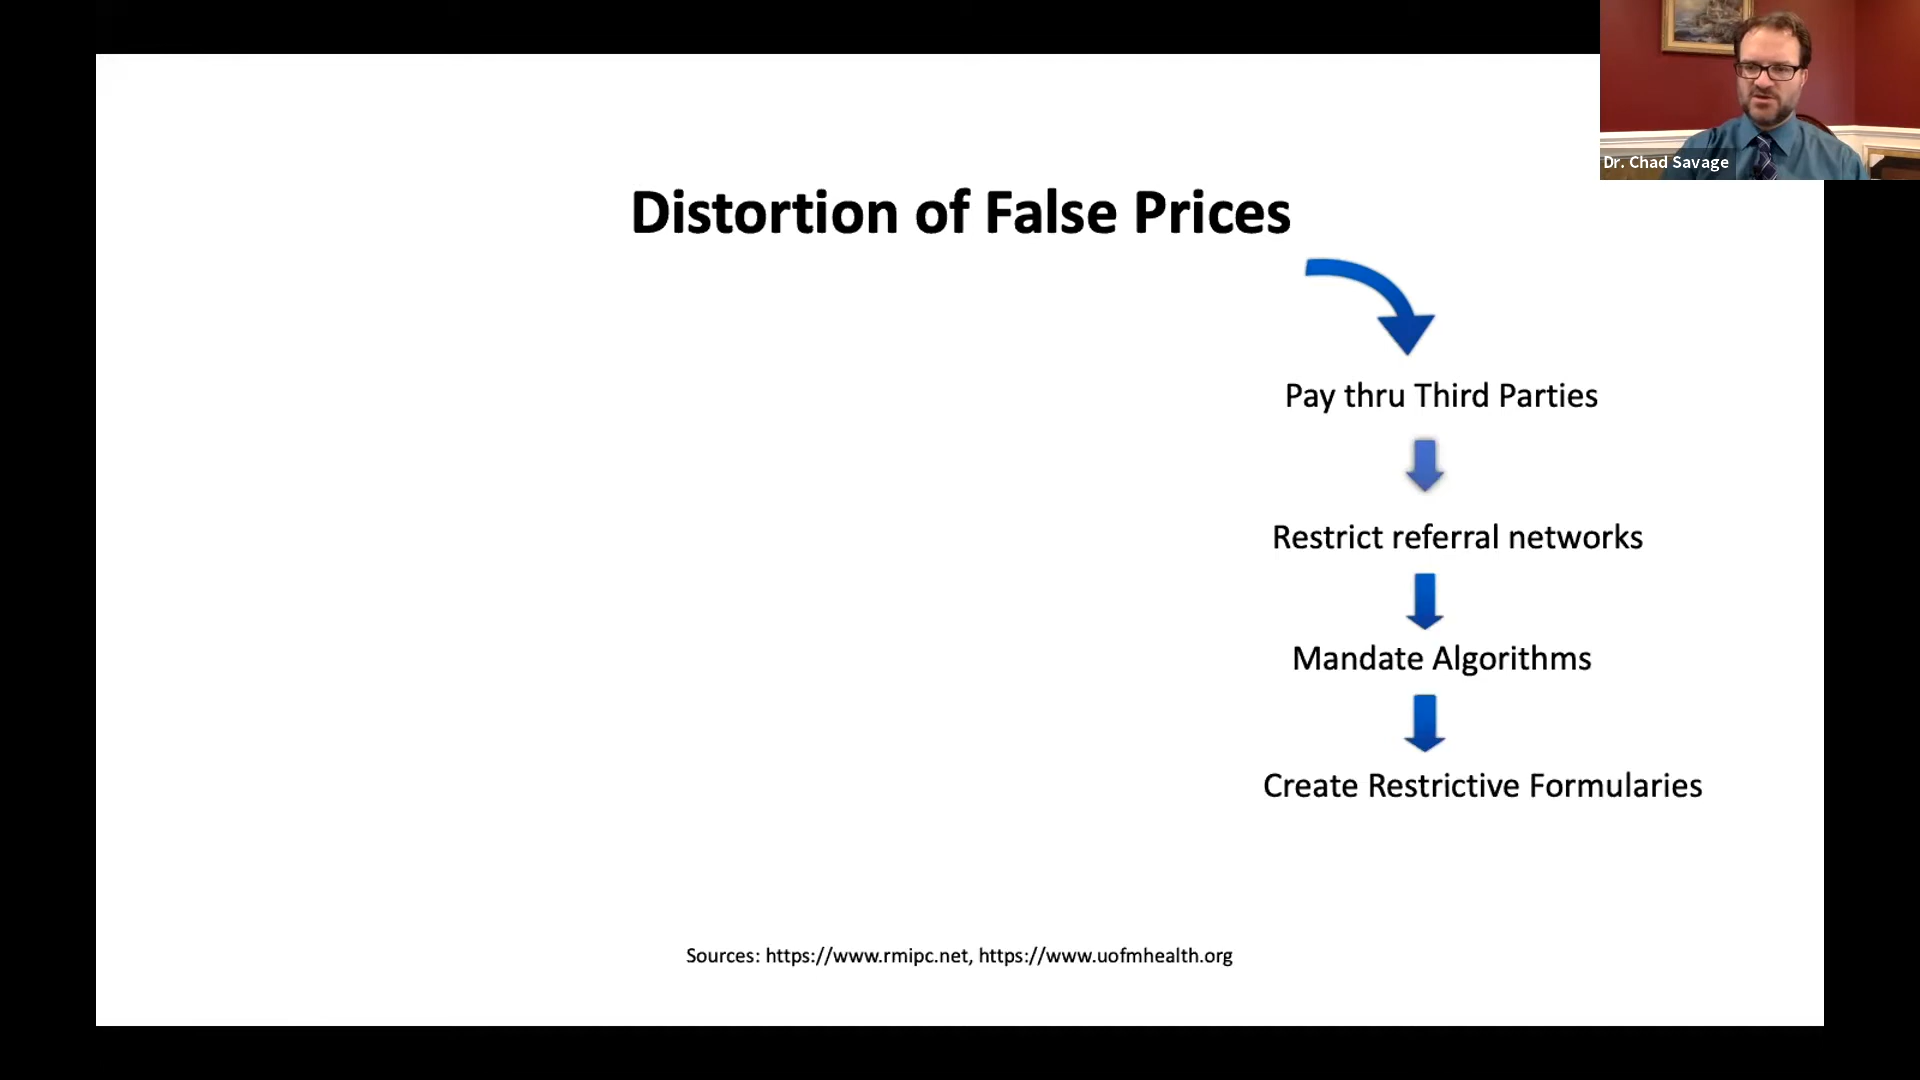 Dr. Chad Savage
Distortion of False Prices
Pay thru Third Parties
Restrict referral networks
Mandate Algorithms
Create Restrictive Formularies
Sources: https://www.rmipc.net, https://www.uofmhealth.org